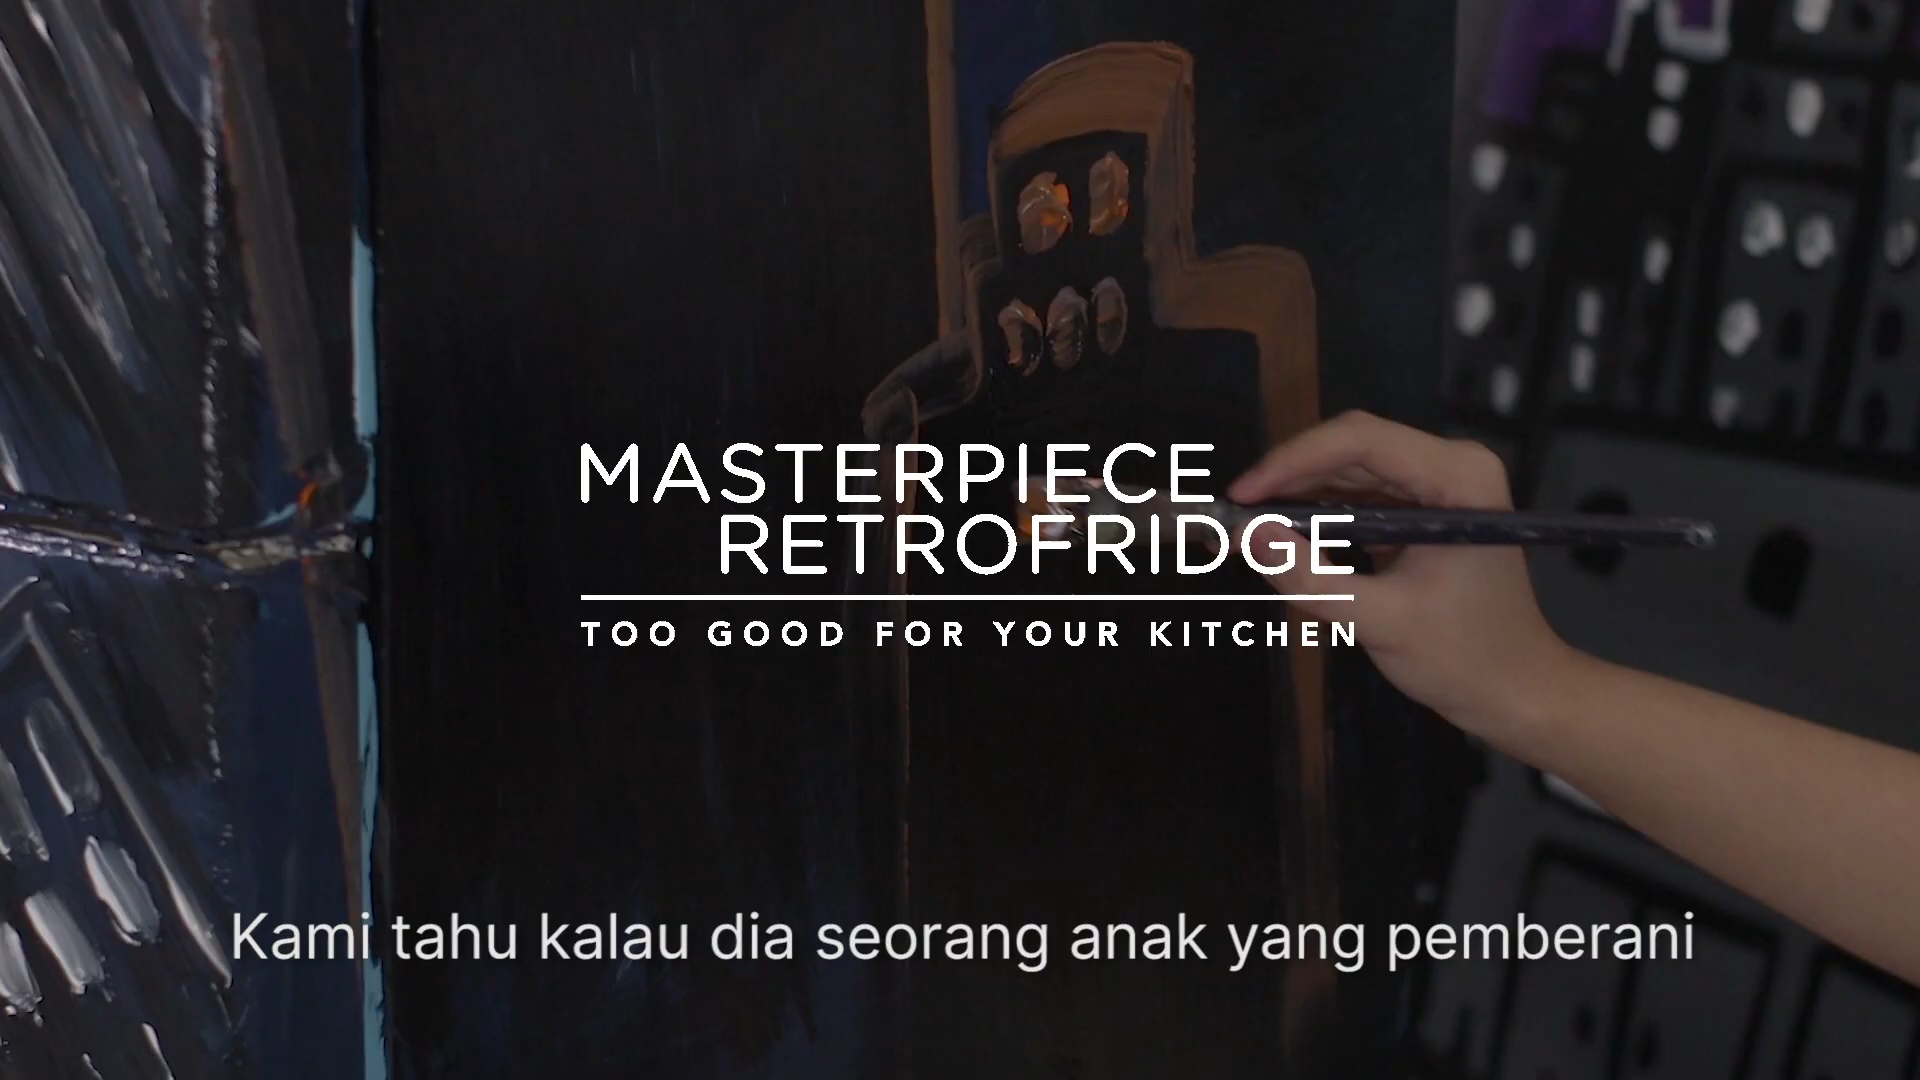 MASTERPIECE
RETROFRIDGE
TOO GOOD FOR YOUR KITCHEN
Kami tahu kalau dia seorang anak yang pemberani